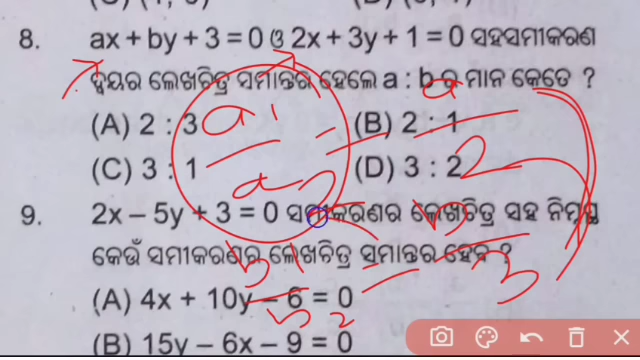 8. ax + by + 3 = 0 ଓ 2x + 3y + 1 = 0 ସହସମୀକରଣ
ଦ୍ୱୟର ଲେଖଚିତ୍ର ସମାନ୍ତର ହେଲେ a : b ର ମାନ କେତେ ?
(A) 2 : 3
(B) 2 : 1
(C) 3 : 1
(D) 3 : 2
9. 2x – 5y + 3 = 0 ସମୀକରଣର ଲେଖଚିତ୍ର ସହ ନିମ୍ନସ୍ଥ
କେଉଁ ସମୀକରଣର ଲେଖଚିତ୍ର ସମାନ୍ତର ହେବ ?
(A) 4x + 10y – 6 = 0
(B) 15y – 6x – 9 = 0